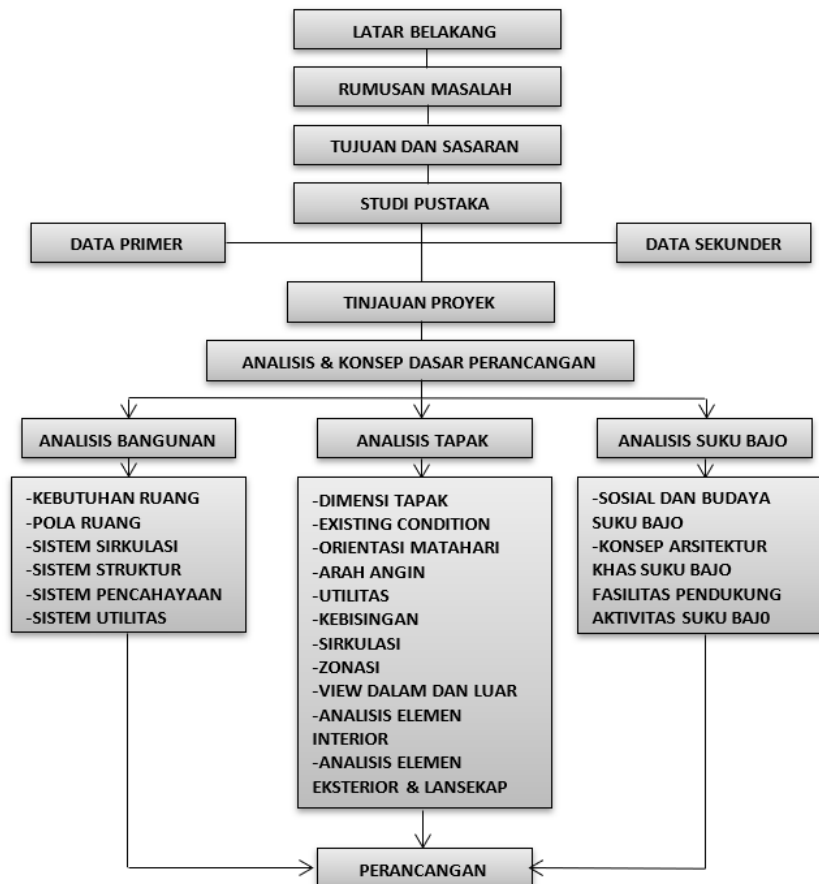 LATAR BELAKANG
RUMUSAN MASALAH
TUJUAN DAN SASARAN
STUDI PUSTAKA
DATA PRIMER
DATA SEKUNDER
TINJAUAN PROYEK
ANALISIS & KONSEP DASAR PERANCANGAN
ANALISIS BANGUNAN
-KEBUTUHAN RUANG
-POLA RUANG
-SISTEM SIRKULASI
-SISTEM STRUKTUR
-SISTEM PENCAHAYAAN
-SISTEM UTILITAS
ANALISIS TAPAK
-DIMENSI TAPAK
-EXISTING CONDITION
-ORIENTASI MATAHARI
-ARAH ANGIN
-UTILITAS
-KEBISINGAN
-SIRKULASI
-ZONASI
-VIEW DALAM DAN LUAR
-ANALISIS ELEMEN
INTERIOR
-ANALISIS ELEMEN
EKSTERIOR & LANSEKAP
ANALISIS SUKU BAJO
-SOSIAL DAN BUDAYA
SUKU BAJO
-KONSEP ARSITEKTUR
KHAS SUKU BAJO
FASILITAS PENDUKUNG
AKTIVITAS SUKU BAJ0
PERANCANGAN